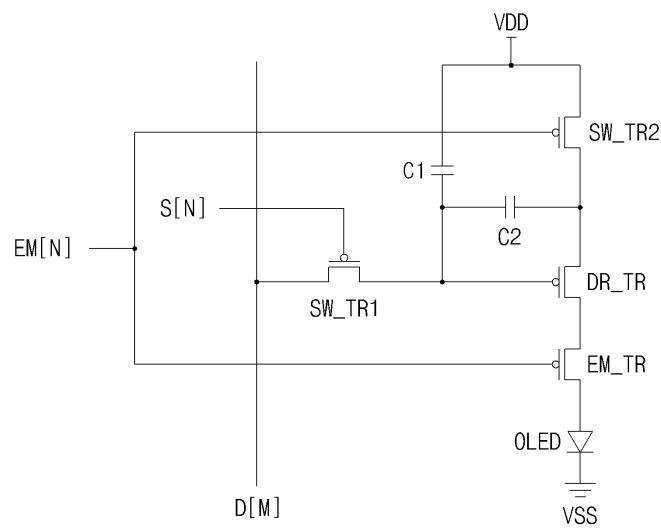 VDD
SW_TR2
C1
S[N]
C2
EM[N]
DR_TR
SW_TR1
EM_TR
OLED
D[M]
VSS